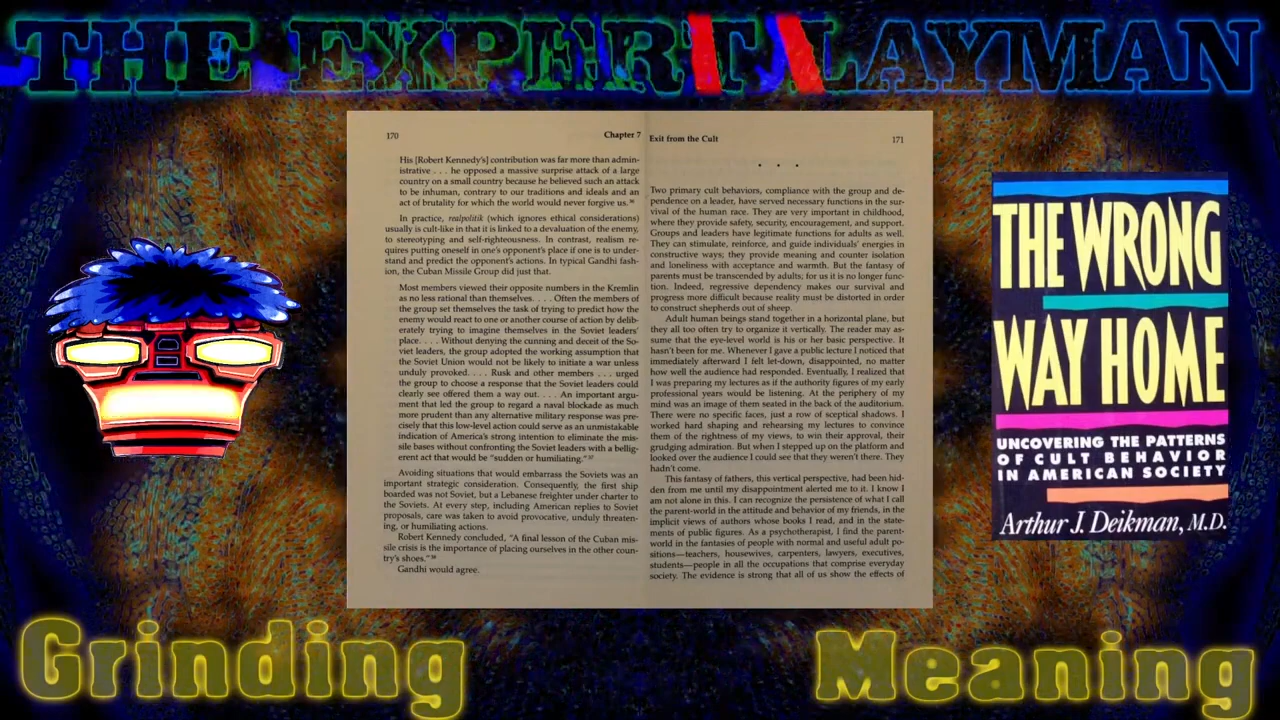 THE EXPERT LAYMAN
170
Chapter 7
His [Robert Kennedy's] contribution was far more than admin-
istrative . . . he opposed a massive surprise attack of a large
country on a small country because he believed such an attack
to be inhuman, contrary to our traditions and ideals and an
act of brutality for which the world would never forgive us.
In practice, realpolitik (which ignores ethical considerations)
usually is cult-like in that it is linked to a devaluation of the enemy,
to stereotyping and self-righteousness. In contrast, realism re-
quires putting oneself in one's opponent's place if one is to under-
stand and predict the opponent's actions. In typical Gandhi fash-
ion, the Cuban Missile Group did just that.
Most members viewed their opposite numbers in the Kremlin
as no less rational than themselves. . . . Often the members of
the group set themselves the task of trying to predict how the
enemy would react to one or another course of action by delib-
erately trying to imagine themselves in the Soviet leaders'
place. . . . Without denying the cunning and deceit of the So-
viet leaders, the group adopted the working assumption that
the Soviet Union would not be likely to initiate a war unless
unduly provoked. . . . Rusk and other members . . . urged
the group to choose a response that the Soviet leaders could
clearly see offered them a way out. . . . An important argu-
ment that led the group to regard a naval blockade as much
more prudent than any alternative military response was pre-
cisely that this low-level action could serve as an unmistakable
indication of America's strong intention to eliminate the mis-
sile bases without confronting the Soviet leaders with a bellig-
erent act that would be "sudden or humiliating."
Avoiding situations that would embarrass the Soviets was an
important strategic consideration. Consequently, the first ship
boarded was not Soviet, but a Lebanese freighter under charter to
the Soviets. At every step, including American replies to Soviet
proposals, care was taken to avoid provocative, unduly threaten-
ing, or humiliating actions.
Robert Kennedy concluded, "A final lesson of the Cuban mis-
sile crisis is the importance of placing ourselves in the other coun-
try's shoes."
Gandhi would agree.
Exit from the Cult
171
. . .
Two primary cult behaviors, compliance with the group and de-
pendence on a leader, have served necessary functions in the sur-
vival of the human race. They are very important in childhood,
where they provide safety, security, encouragement, and support.
Groups and leaders have legitimate functions for adults as well.
They can stimulate, reinforce, and guide individuals' energies in
constructive ways; they provide meaning and counter isolation
and loneliness with acceptance and warmth. But the fantasy of
parents must be transcended by adults; for us it is no longer func-
tion. Indeed, regressive dependency makes our survival and
progress more difficult because reality must be distorted in order
to construct shepherds out of sheep.
Adult human beings stand together in a horizontal plane, but
they all too often try to organize it vertically. The reader may as-
sume that the eye-level world is his or her basic perspective. It
hasn't been for me. Whenever I gave a public lecture I noticed that
immediately afterward I felt let-down, disappointed, no matter
how well the audience had responded. Eventually, I realized that
I was preparing my lectures as if the authority figures of my early
professional years would be listening. At the periphery of my
mind was an image of them seated in the back of the auditorium.
There were no specific faces, just a row of sceptical shadows. I
worked hard shaping and rehearsing my lectures to convince
them of the rightness of my views, to win their approval, their
grudging admiration. But when I stepped up on the platform and
looked over the audience I could see that they weren't there. They
hadn't come.
This fantasy of fathers, this vertical perspective, had been hid-
den from me until my disappointment alerted me to it. I know I
am not alone in this. I can recognize the persistence of what I call
the parent-world in the attitude and behavior of my friends, in the
implicit views of authors whose books I read, and in the state-
ments of public figures. As a psychotherapist, I find the parent-
world in the fantasies of people with normal and useful adult po-
sitions—teachers, housewives, carpenters, lawyers, executives,
students—people in all the occupations that comprise everyday
society. The evidence is strong that all of us show the effects of
THE WRONG
WAY HOME
UNCOVERING THE PATTERNS
OF CULT BEHAVIOR
IN AMERICAN SOCIETY
Arthur J. Deikman, M.D.
Grinding
Meaning